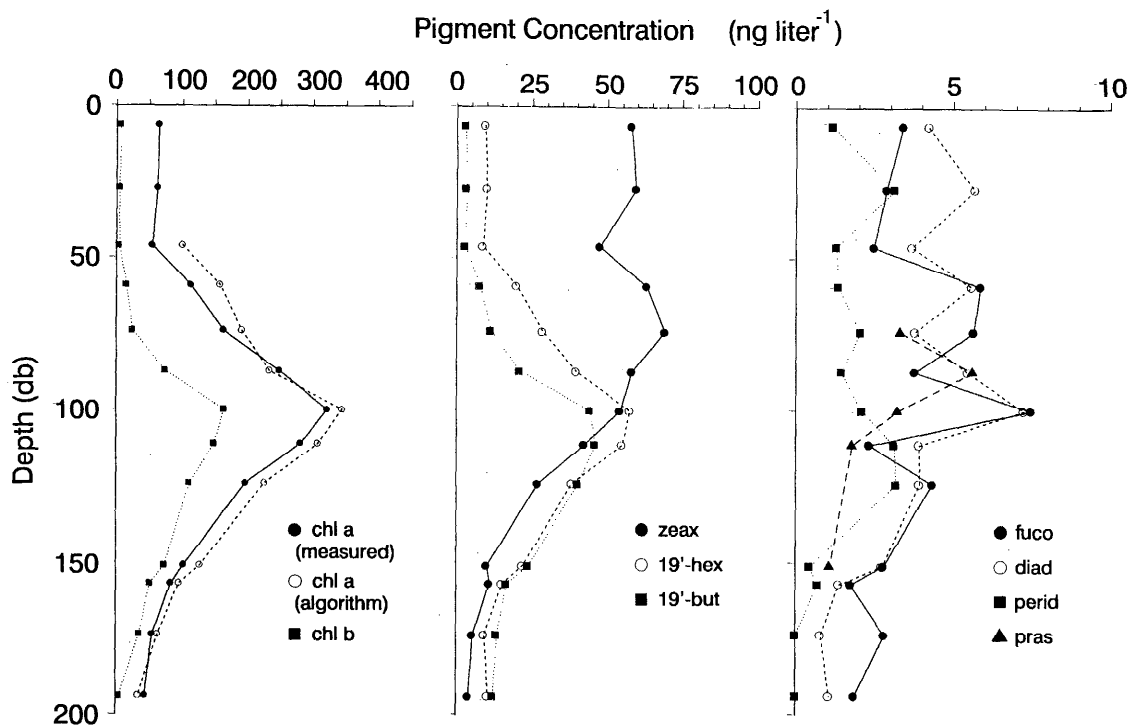 Pigment Concentration (ng liter-1)
0 100 200 300 400
0 25 50 75 100
0 5 10
0
50
100
150
200
Depth (db)
chl a
(measured)
chl a
(algorithm)
chl b
zeax
19'-hex
19'-but
fuco
diad
perid
pras